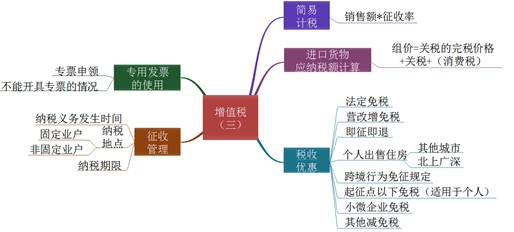 简易
计税
销售额*征收率
进口货物
应纳税额计算
组价=关税的完税价格
+关税+（消费税）
专票申领
不能开具专票的情况
专用发票
的使用
增值税
（三）
纳税义务发生时间
固定业户
非固定业户
纳税
地点
纳税期限
征收
管理
税收
优惠
法定免税
营改增免税
即征即退
个人出售住房
其他城市
北上广深
跨境行为免征规定
起征点以下免税（适用于个人）
小微企业免税
其他减免税